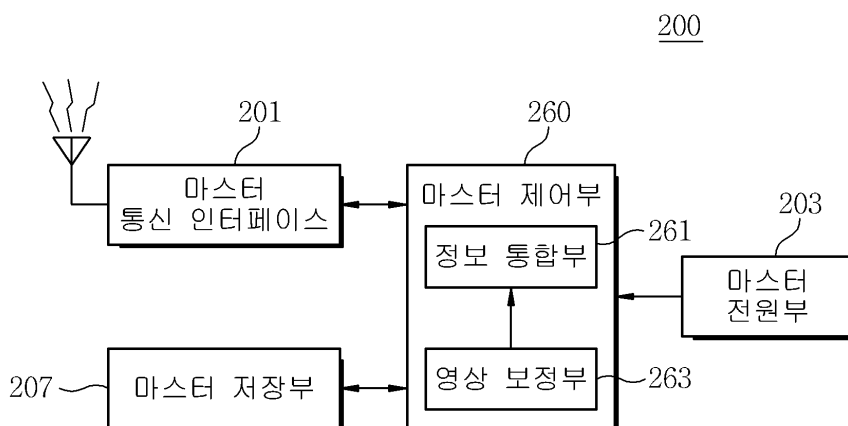 200
201
마스터
통신 인터페이스
260
마스터 제어부
정보 통합부
261
203
마스터
전원부
207
마스터 저장부
영상 보정부
263